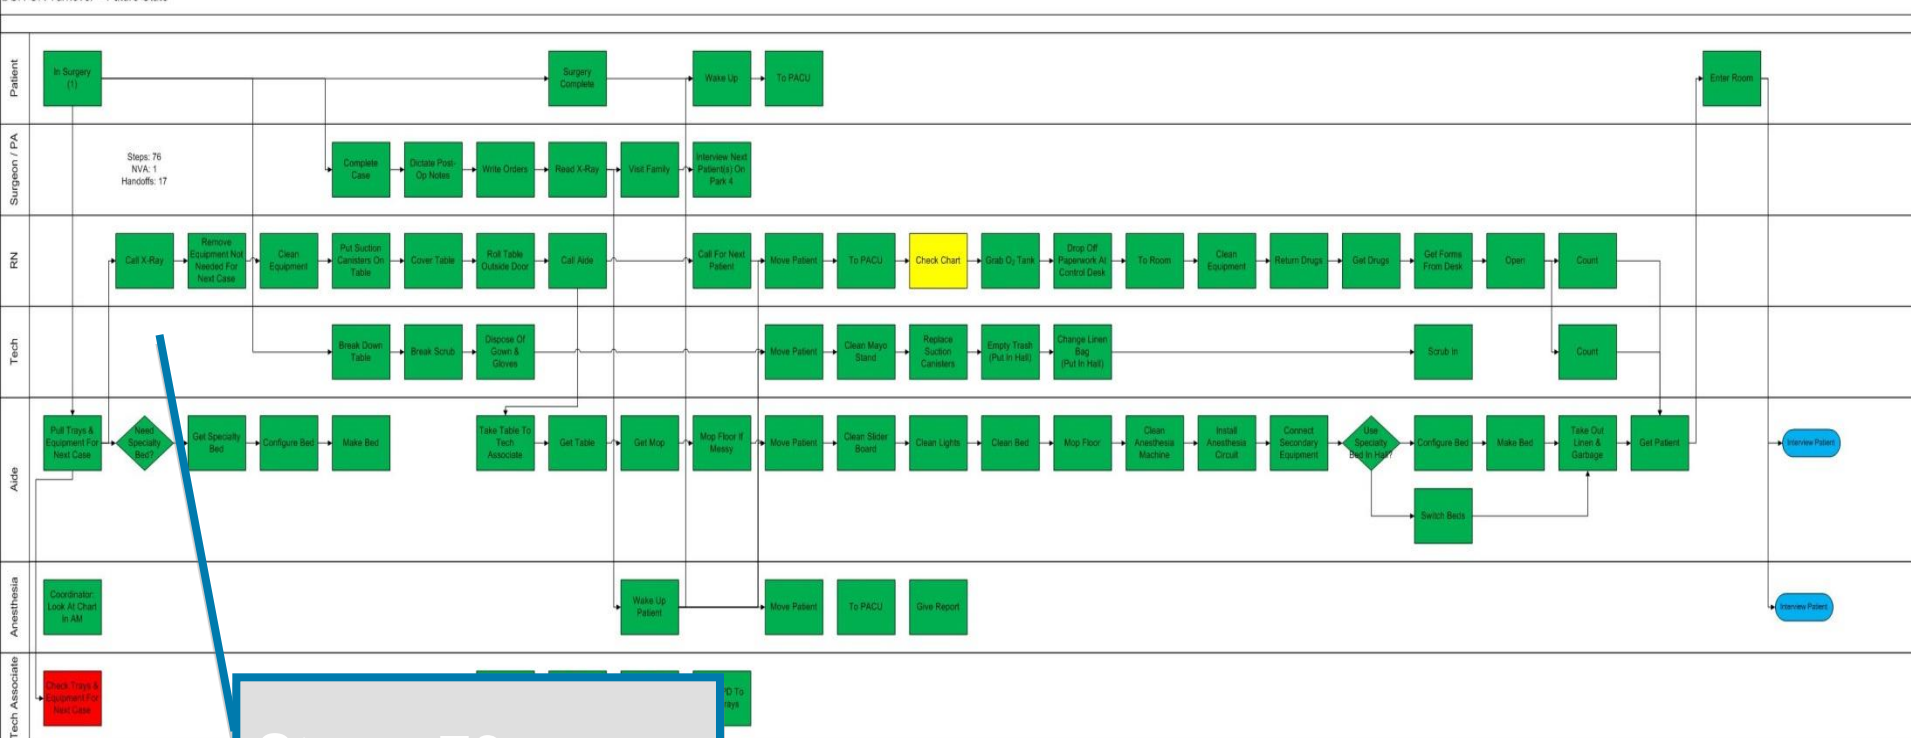 Patient
In Surgery
(1)
Surgery
Complete
Wake Up
To PACU
Enter Room
Surgeon / PA
Steps: 76
NVA: 1
Handoffs: 17
Complete
Case
Dictate Post-
Op Notes
Write Orders
Read X-Ray
Visit Family
Interview Next
Patient(s) On
Park 4
RN
Call X-Ray
Remove
Equipment Not
Needed For
Next Case
Clean
Equipment
Put Suction
Canisters On
Table
Cover Table
Roll Table
Outside Door
Call Aide
Call For Next
Patient
Move Patient
To PACU
Check Chart
Grab O₂ Tank
Drop Off
Paperwork At
Control Desk
To Room
Clean
Equipment
Return Drugs
Get Drugs
Get Forms
From Desk
Open
Count
Tech
Break Down
Table
Break Scrub
Dispose Of
Gown &
Gloves
Move Patient
Clean Mayo
Stand
Replace
Suction
Canisters
Empty Trash
(Put In Hall)
Change Linen
Bag
(Put In Hall)
Scrub In
Count
Aide
Pull Trays &
Equipment For
Next Case
Need
Specialty
Bed?
Get Specialty
Bed
Configure Bed
Make Bed
Take Table To
Tech
Associate
Get Table
Get Mop
Mop Floor If
Messy
Move Patient
Clean Slider
Board
Clean Lights
Clean Bed
Mop Floor
Clean
Anesthesia
Machine
Install
Anesthesia
Circuit
Connect
Secondary
Equipment
Use
Specialty
Bed In Hall?
Configure Bed
Make Bed
Take Out
Linen &
Garbage
Get Patient
Interview Patient
Switch Beds
Anesthesia
Coordinator:
Look At Chart
In AM
Wake Up
Patient
Move Patient
To PACU
Give Report
Interview Patient
Tech Associate
Check Trays &
Equipment For
Next Case
To